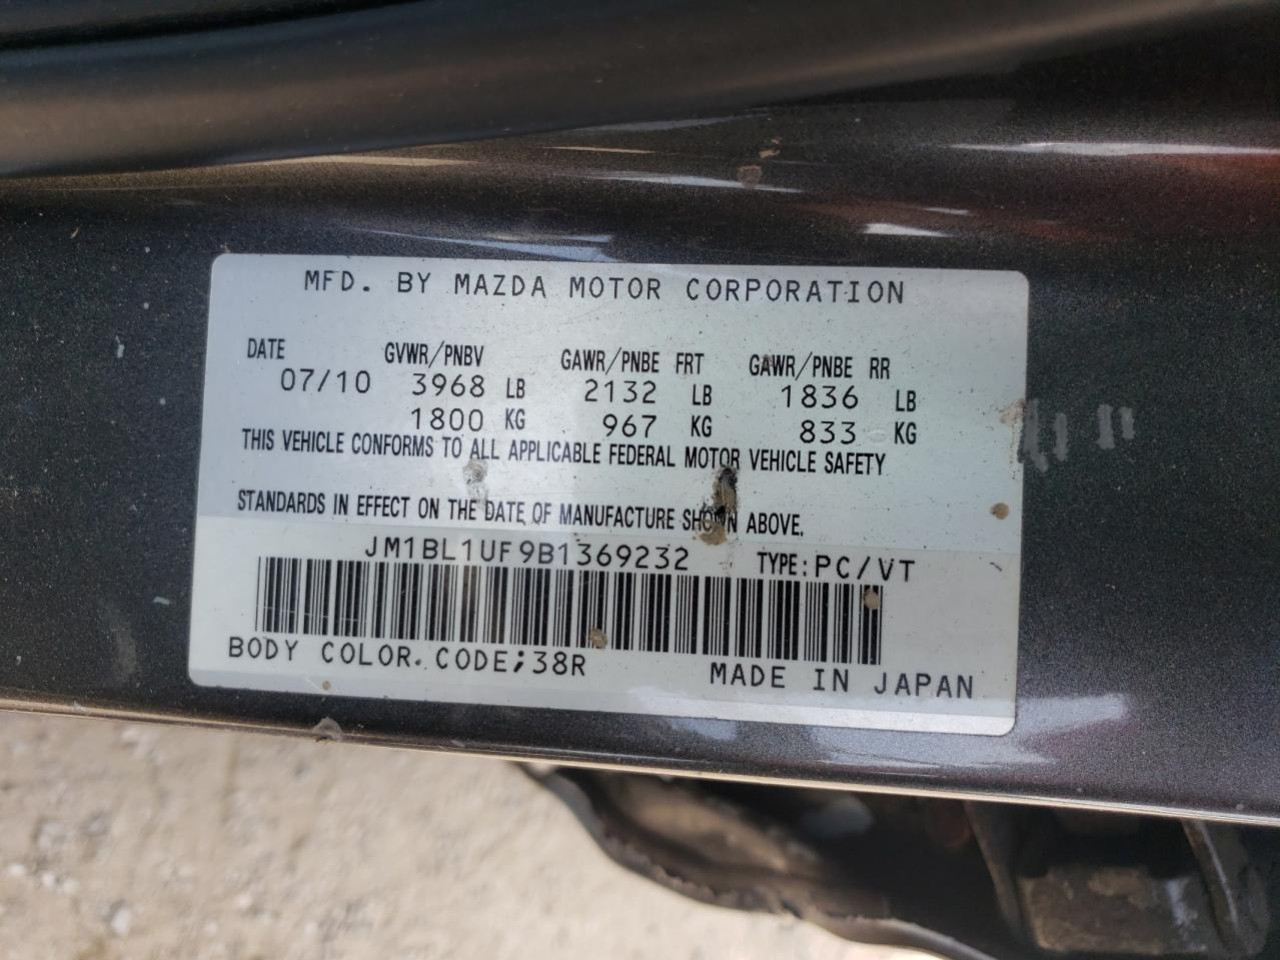 MFD. BY MAZDA MOTOR CORPORATION
DATE GVWR/PNBV GAWR/PNBE FRT GAWR/PNBE RR
07/10 3968 LB 2132 LB 1836 LB
1800 KG 967 KG 833 KG
THIS VEHICLE CONFORMS TO ALL APPLICABLE FEDERAL MOTOR VEHICLE SAFETY
STANDARDS IN EFFECT ON THE DATE OF MANUFACTURE SHOWN ABOVE.
JM1BL1UF9B1369232 TYPE:PC/VT
BODY COLOR CODE;38R MADE IN JAPAN